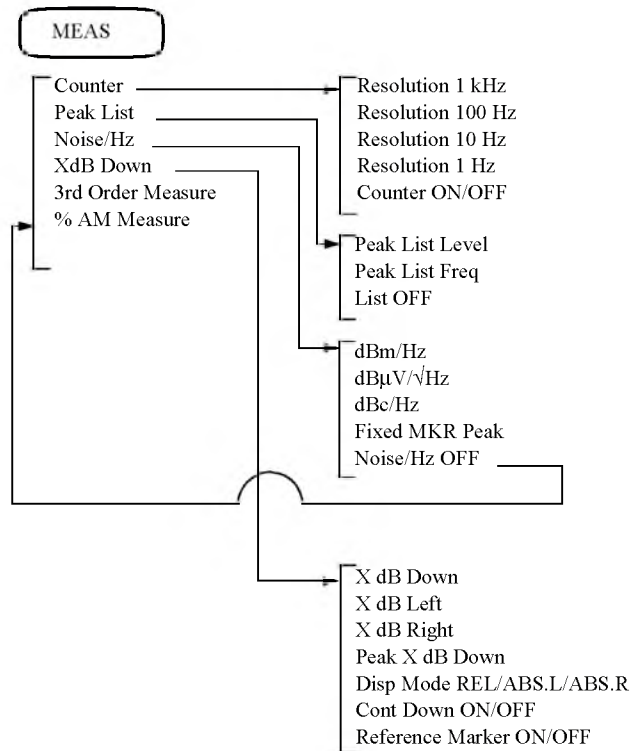 MEAS
Counter
Peak List
Noise/Hz
XdB Down
3rd Order Measure
% AM Measure
Resolution 1 kHz
Resolution 100 Hz
Resolution 10 Hz
Resolution 1 Hz
Counter ON/OFF
Peak List Level
Peak List Freq
List OFF
dBm/Hz
dBμV/√Hz
dBc/Hz
Fixed MKR Peak
Noise/Hz OFF
X dB Down
X dB Left
X dB Right
Peak X dB Down
Disp Mode REL/ABS.L/ABS.R
Cont Down ON/OFF
Reference Marker ON/OFF